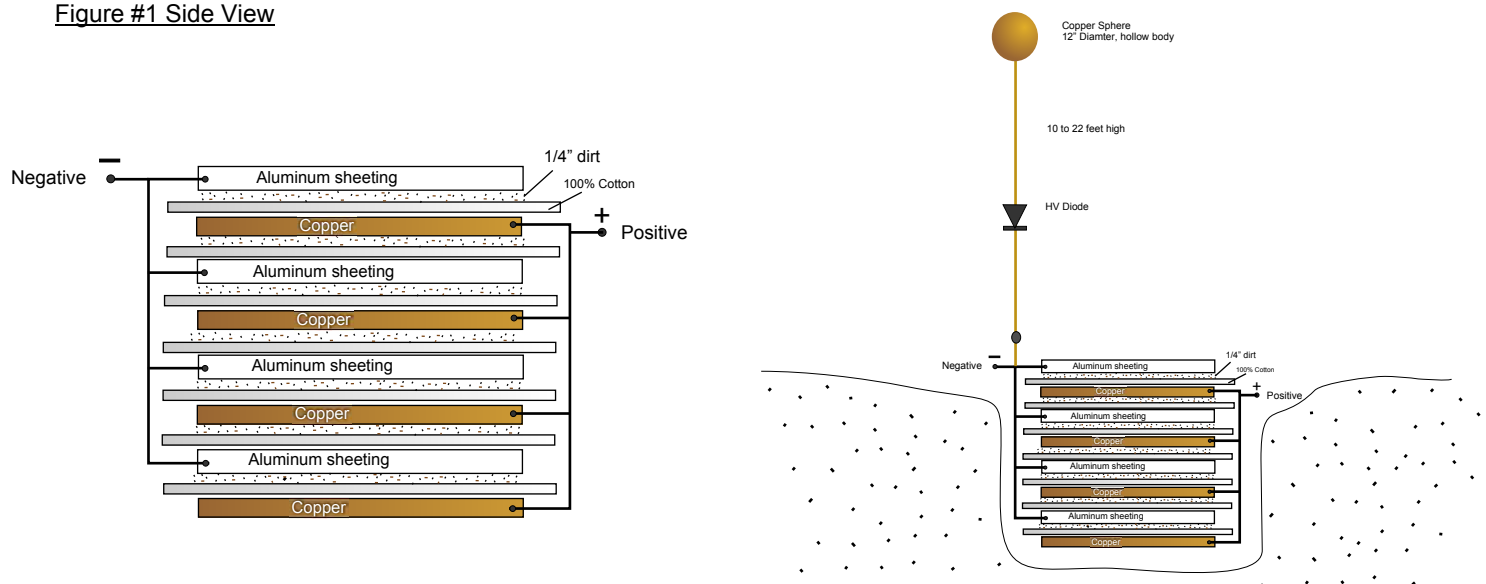 Figure #1 Side View
Negative
−
Aluminum sheeting
1/4" dirt
100% Cotton
Copper
+
Positive
Aluminum sheeting
Copper
Aluminum sheeting
Copper
Aluminum sheeting
Copper
Copper Sphere
12" Diamter, hollow body
10 to 22 feet high
HV Diode
Negative
−
Aluminum sheeting
1/4" dirt
100% Cotton
Copper
+
Positive
Aluminum sheeting
Copper
Aluminum sheeting
Copper
Aluminum sheeting
Copper